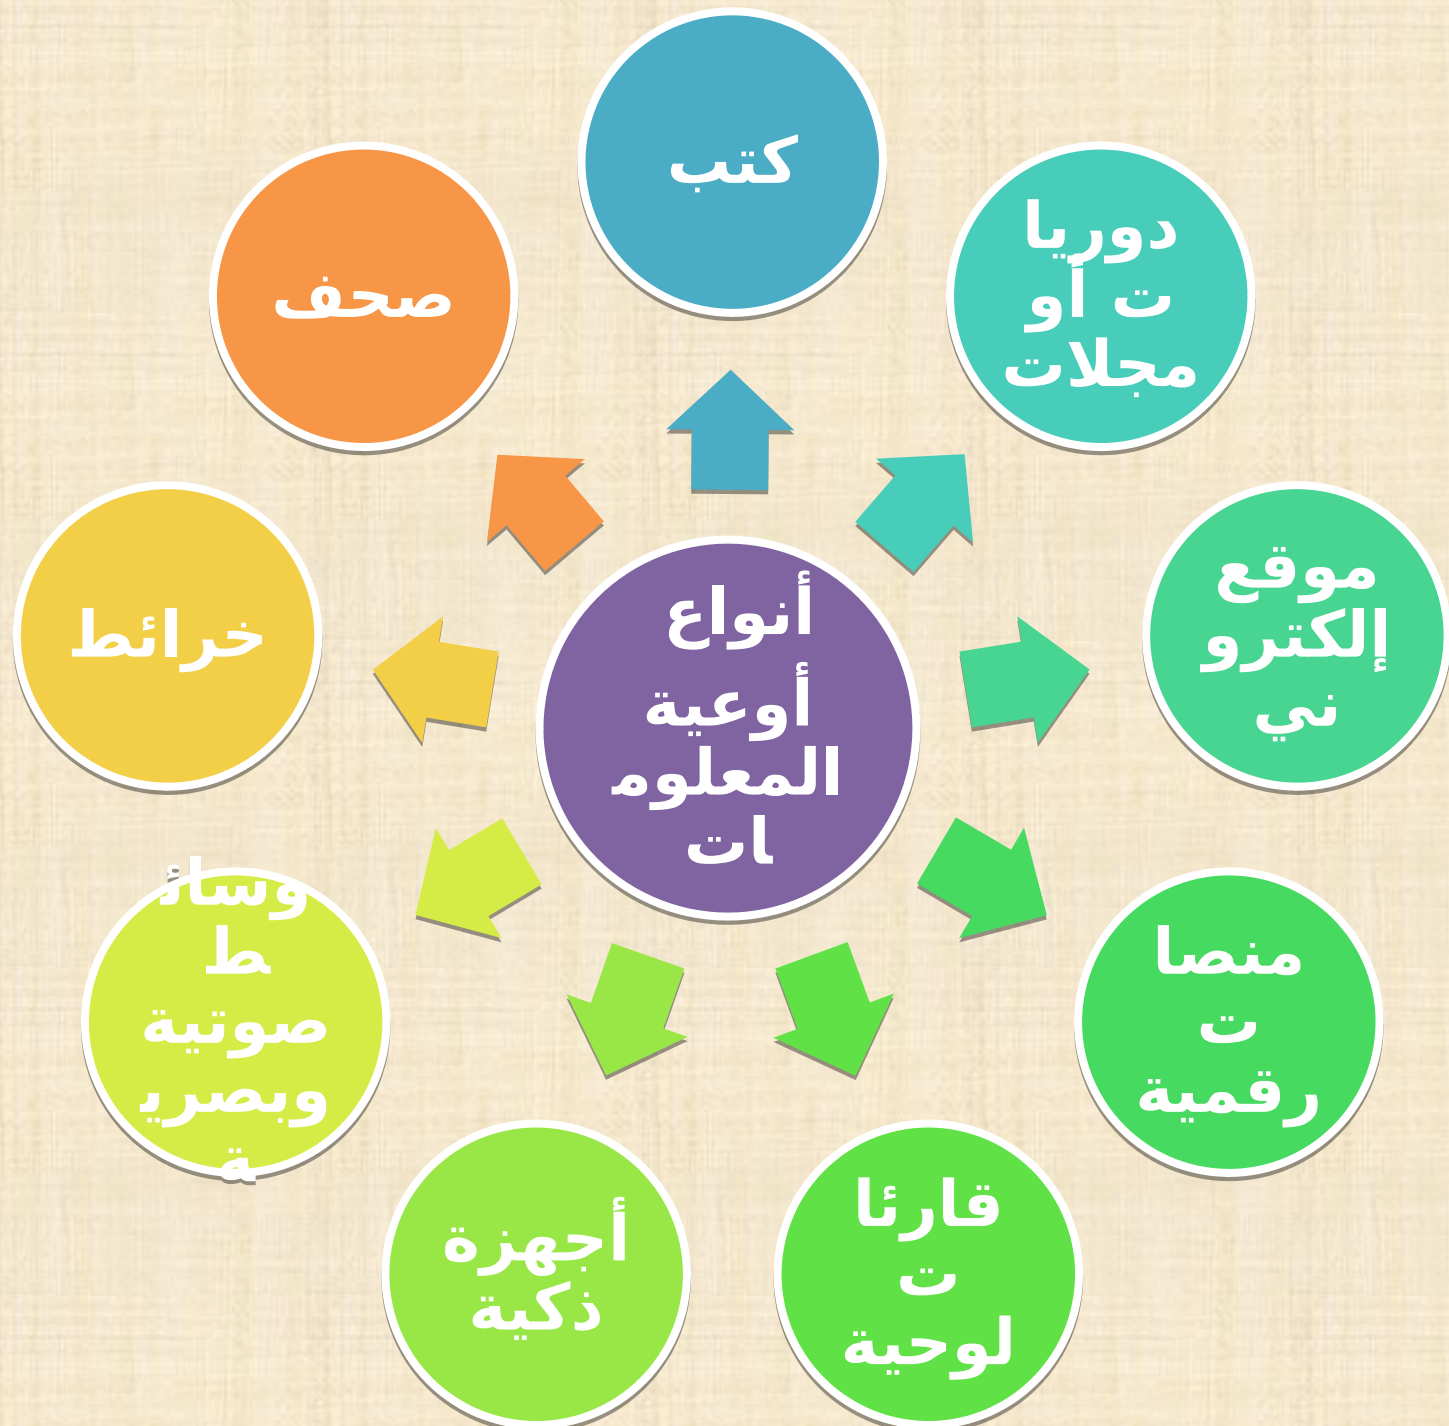 كتب
دوريا
ت أو
مجلات
موقع
إلكترو
ني
منصا
ت
رقمية
قارئا
ت
لوحية
أجهزة
ذكية
وسائ
ط
صوتية
وبصري
ة
خرائط
صحف
أنواع
أوعية
المعلوم
ات